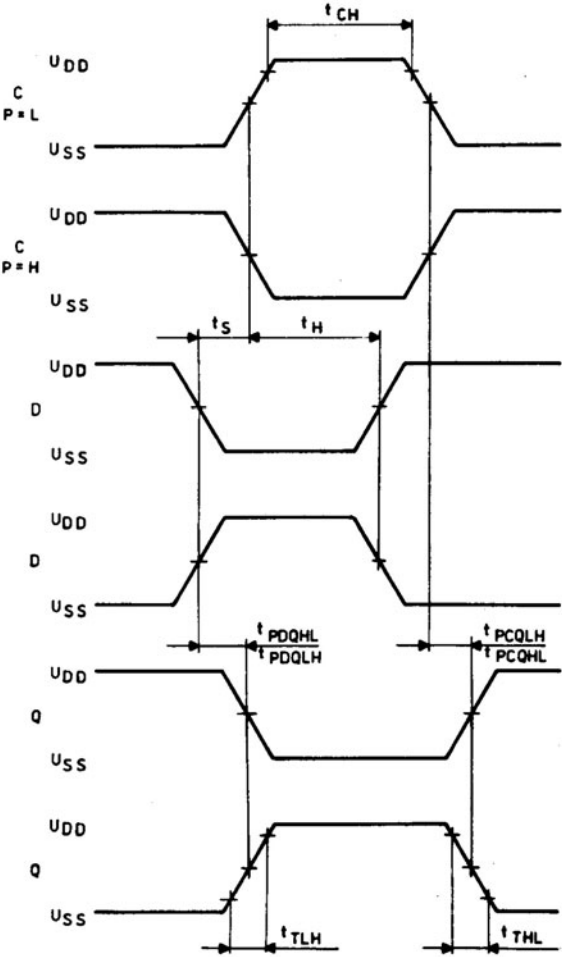 t CH
U DD
C
P = L
U SS
U DD
C
P = H
U SS
t S
t H
U DD
D
U SS
U DD
D
U SS
t PDQHL
t PDQLH
t PCQLH
t PCQHL
U DD
Q
U SS
U DD
Q
U SS
t TLH
t THL